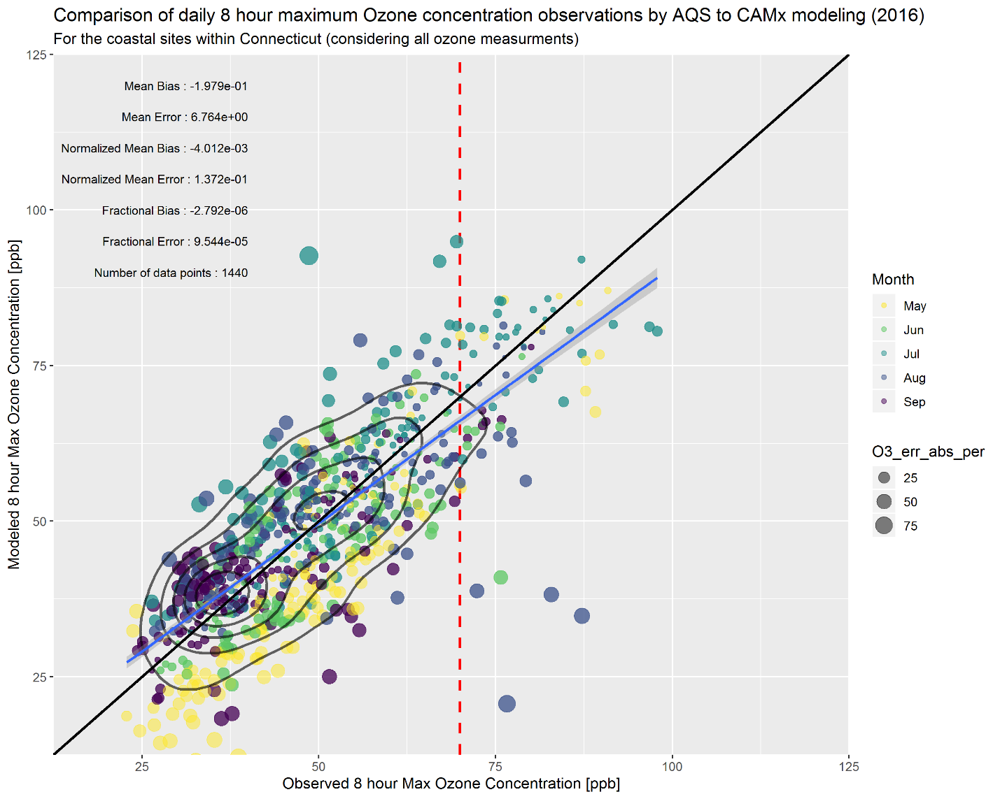 Comparison of daily 8 hour maximum Ozone concentration observations by AQS to CAMx modeling (2016)
For the coastal sites within Connecticut (considering all ozone measurments)
125
100
75
50
25
Modeled 8 hour Max Ozone Concentration [ppb]
Mean Bias : -1.979e-01
Mean Error : 6.764e+00
Normalized Mean Bias : -4.012e-03
Normalized Mean Error : 1.372e-01
Fractional Bias : -2.792e-06
Fractional Error : 9.544e-05
Number of data points : 1440
25
50
75
100
125
Observed 8 hour Max Ozone Concentration [ppb]
Month
May
Jun
Jul
Aug
Sep
O3_err_abs_per
25
50
75